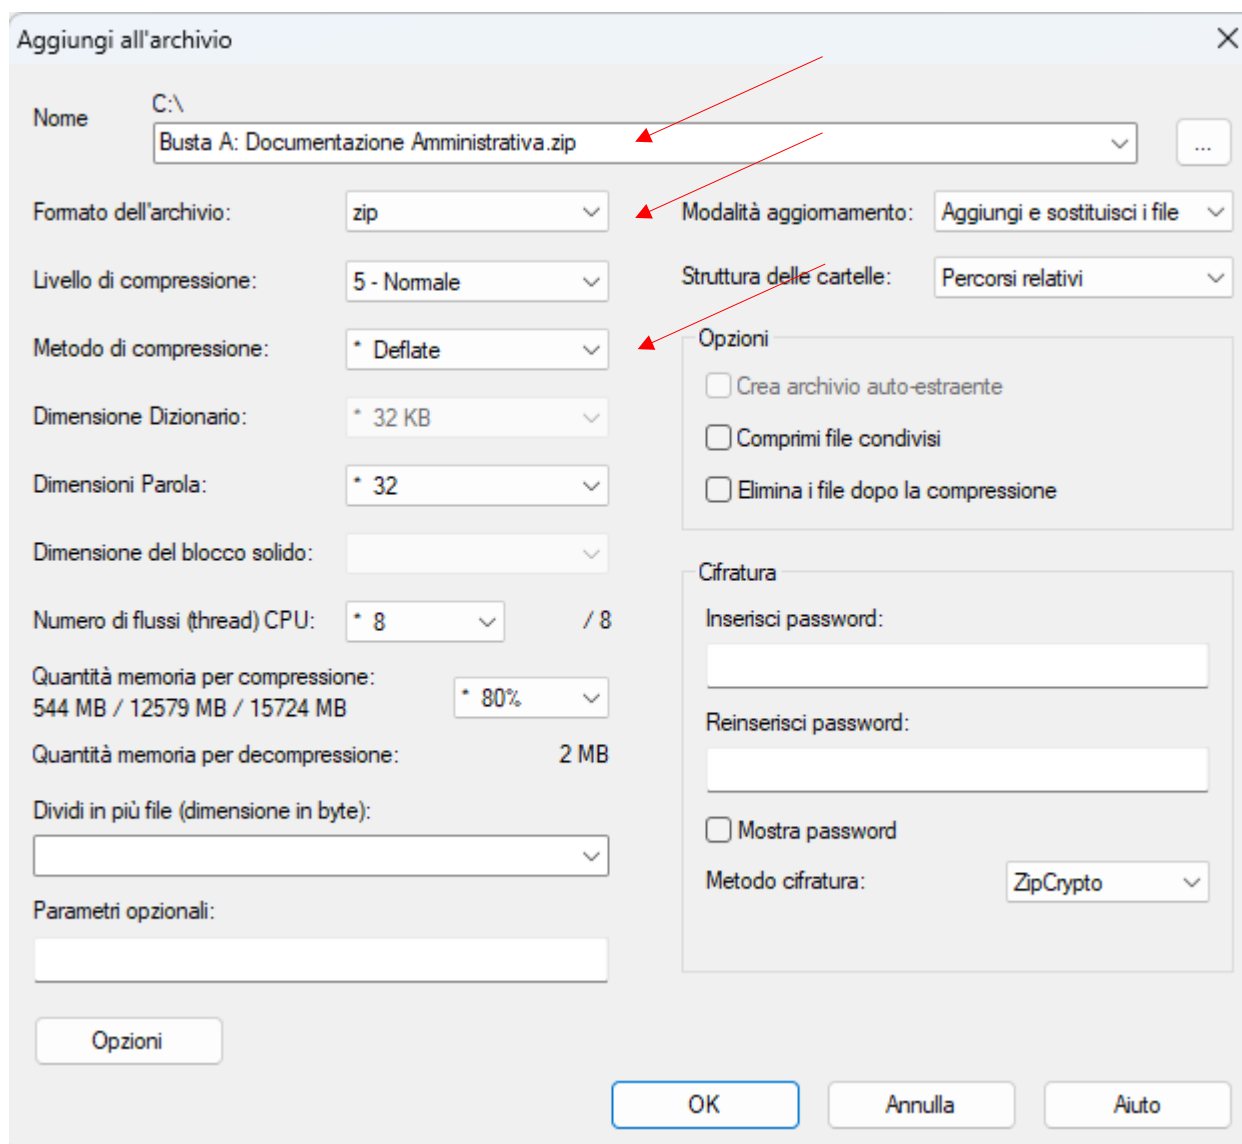 Aggiungi all'archivio
Nome
C:\
Busta A: Documentazione Amministrativa.zip
...
Formato dell'archivio:
zip
Modalità aggiornamento:
Aggiungi e sostituisci i file
Livello di compressione:
5 - Normale
Struttura delle cartelle:
Percorsi relativi
Metodo di compressione:
* Deflate
Opzioni
Crea archivio auto-estraente
Dimensione Dizionario:
* 32 KB
Comprimi file condivisi
Dimensioni Parola:
* 32
Elimina i file dopo la compressione
Dimensione del blocco solido:
Cifratura
Numero di flussi (thread) CPU:
* 8
/ 8
Inserisci password:
Quantità memoria per compressione:
544 MB / 12579 MB / 15724 MB
* 80%
Reinserisci password:
Quantità memoria per decompressione:
2 MB
Dividi in più file (dimensione in byte):
Mostra password
Metodo cifratura:
ZipCrypto
Parametri opzionali:
Opzioni
OK
Annulla
Aiuto